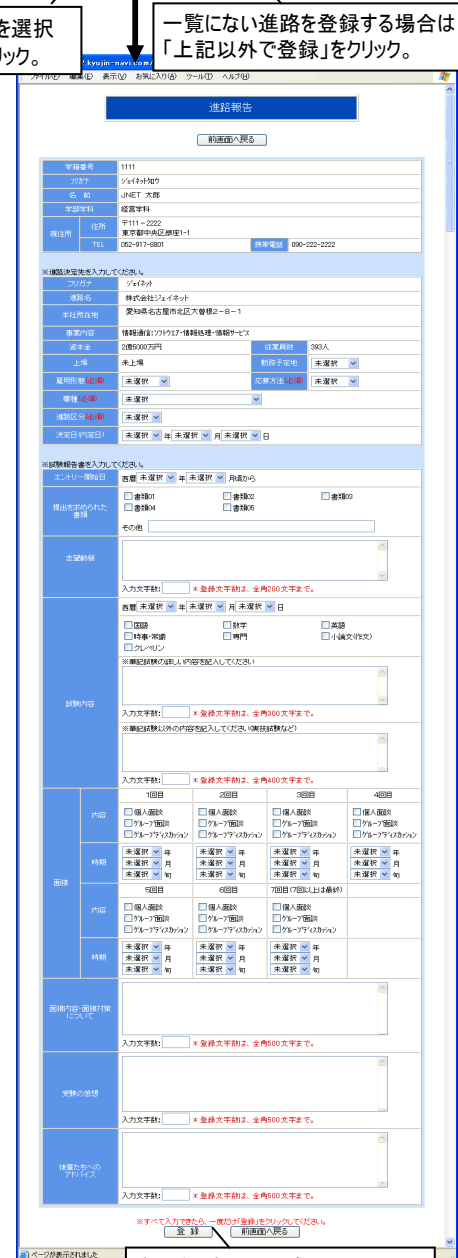 を選択
ック。
一覧にない進路を登録する場合は
「上記以外で登録」をクリック。
kyujin-navi.com/
ファイル(F) 編集(E) 表示(V) お気に入り(A) ツール(T) ヘルプ(H)
進路報告
前画面へ戻る
学籍番号 1111
フリガナ ジェイネットタロウ
名 前 JNET 太郎
学部学科 経営学科
現住所 住所 〒111-2222
東京都中央区銀座1-1
TEL 052-917-8801 携帯電話 090-222-2222
※進路決定先を入力してください。
フリガナ ジェイネット
進路名 株式会社ジェイネット
本社所在地 愛知県名古屋市北区大曽根2-8-1
事業内容 情報通信:ソフトウエア・情報処理・情報サービス
資本金 2億5000万円 従業員数 393人
上場 未上場 勤務予定地 未選択
雇用形態(必須) 未選択 応募方法(必須) 未選択
職種(必須) 未選択
進路区分(必須) 未選択
決定日(内定日) 未選択 年 未選択 月 未選択 日
※試験報告書を入力してください。
エントリー開始日 西暦 未選択 年 未選択 月頃から
提出を求められた書類 書類01 書類02 書類03
書類04 書類05
その他
志望動機
入力文字数: *登録文字数は、全角200文字まで。
試験内容
西暦 未選択 年 未選択 月 未選択 日
国語 数学 英語
時事・常識 専門 小論文(作文)
クレペリン
※筆記試験の詳しい内容を記入してください
入力文字数: *登録文字数は、全角300文字まで。
※筆記試験以外の内容を記入してください(実技試験など)
入力文字数: *登録文字数は、全角400文字まで。
面接
1回目 2回目 3回目 4回目
内容 個人面談 個人面談 個人面談 個人面談
グループ面談 グループ面談 グループ面談 グループ面談
グループディスカッション グループディスカッション グループディスカッション グループディスカッション
時期 未選択 年 未選択 年 未選択 年 未選択 年
未選択 月 未選択 月 未選択 月 未選択 月
未選択 旬 未選択 旬 未選択 旬 未選択 旬
5回目 6回目 7回目(7回以上は最終)
内容 個人面談 個人面談 個人面談
グループ面談 グループ面談 グループ面談
グループディスカッション グループディスカッション グループディスカッション
時期 未選択 年 未選択 年 未選択 年
未選択 月 未選択 月 未選択 月
未選択 旬 未選択 旬 未選択 旬
面接内容・面接対策
について
入力文字数: *登録文字数は、全角500文字まで。
受験の感想
入力文字数: *登録文字数は、全角500文字まで。
後輩たちへの
アドバイス
入力文字数: *登録文字数は、全角500文字まで。
※すべて入力できたら、一度だけ「登録」をクリックしてください。
登 録 前画面へ戻る
ページが表示されました